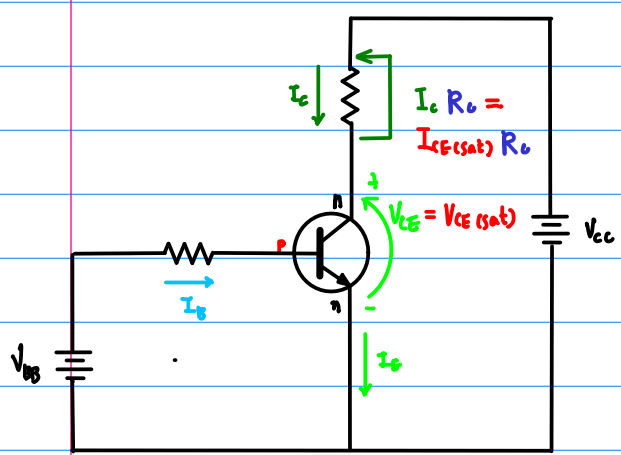 I_C
I_C R_C =
I_CE(sat) R_C
+
n
V_CE = V_CE(sat)
V_CC
P
n
-
I_B
V_BB
I_E